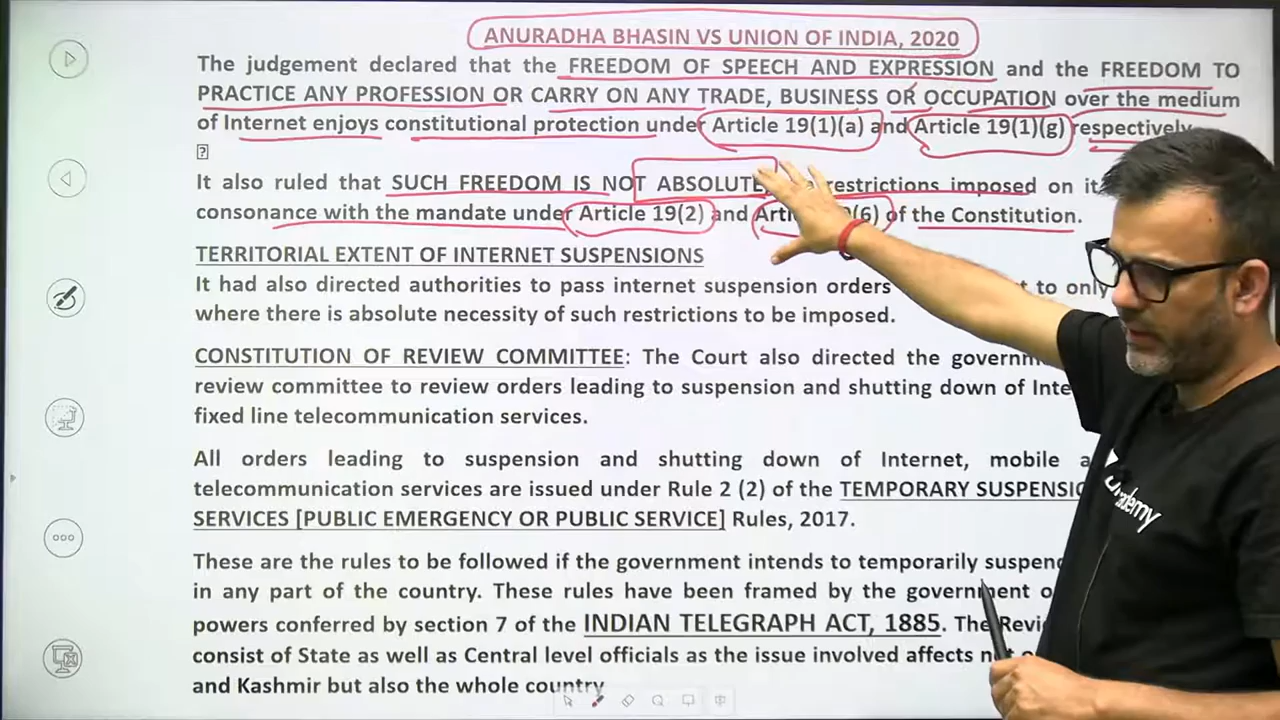 ANURADHA BHASIN VS UNION OF INDIA, 2020
The judgement declared that the FREEDOM OF SPEECH AND EXPRESSION and the FREEDOM TO
PRACTICE ANY PROFESSION OR CARRY ON ANY TRADE, BUSINESS OR OCCUPATION over the medium
of Internet enjoys constitutional protection under Article 19(1)(a) and Article 19(1)(g) respectively
It also ruled that SUCH FREEDOM IS NOT ABSOLUTE restrictions imposed on it
consonance with the mandate under Article 19(2) and (6) of the Constitution.
TERRITORIAL EXTENT OF INTERNET SUSPENSIONS
It had also directed authorities to pass internet suspension orders to only
where there is absolute necessity of such restrictions to be imposed.
CONSTITUTION OF REVIEW COMMITTEE: The Court also directed the
review committee to review orders leading to suspension and shutting down of
fixed line telecommunication services.
All orders leading to suspension and shutting down of Internet, mobile
telecommunication services are issued under Rule 2 (2) of the TEMPORARY
SERVICES [PUBLIC EMERGENCY OR PUBLIC SERVICE] Rules, 2017.
These are the rules to be followed if the government intends to temporarily
in any part of the country. These rules have been framed by the government
powers conferred by section 7 of the INDIAN TELEGRAPH ACT, 1885. The
consist of State as well as Central level officials as the issue involved affects
and Kashmir but also the whole country